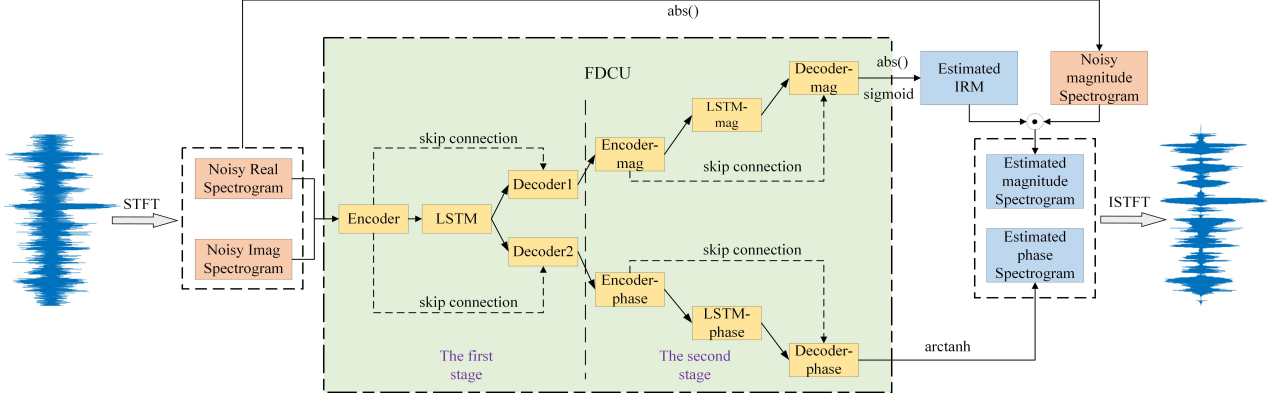 abs()
FDCU
STFT
Noisy Real
Spectrogram
Noisy Imag
Spectrogram
Encoder
LSTM
skip connection
skip connection
Decoder1
Decoder2
The first
stage
Encoder-
mag
LSTM-
mag
Decoder-
mag
skip connection
Encoder-
phase
LSTM-
phase
Decoder-
phase
skip connection
The second
stage
abs()
sigmoid
Estimated
IRM
Noisy
magnitude
Spectrogram
Estimated
magnitude
Spectrogram
Estimated
phase
Spectrogram
arctanh
ISTFT